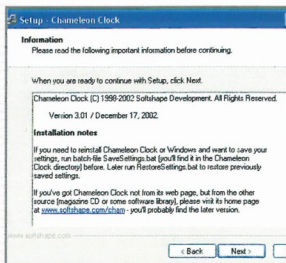 Setup - Chameleon Clock
Information
Please read the following important information before continuing.
When you are ready to continue with Setup, click Next.
Chameleon Clock (C) 1998-2002 Softshape Development. All Rights Reserved.
Version 3.01 / December 17, 2002.
Installation notes
If you need to reinstall Chameleon Clock or Windows and want to save your
settings, run batch-file SaveSettings.bat (you'll find it in the Chameleon
Clock directory) before. Later run RestoreSettings.bat to restore previously
saved settings.
If you've got Chameleon Clock not from its web page, but from the other
source (magazine CD or some software library), please visit its home page
at www.softshape.com/cham - you'll probably find the later version.
www.softshape.com
< Back
Next >